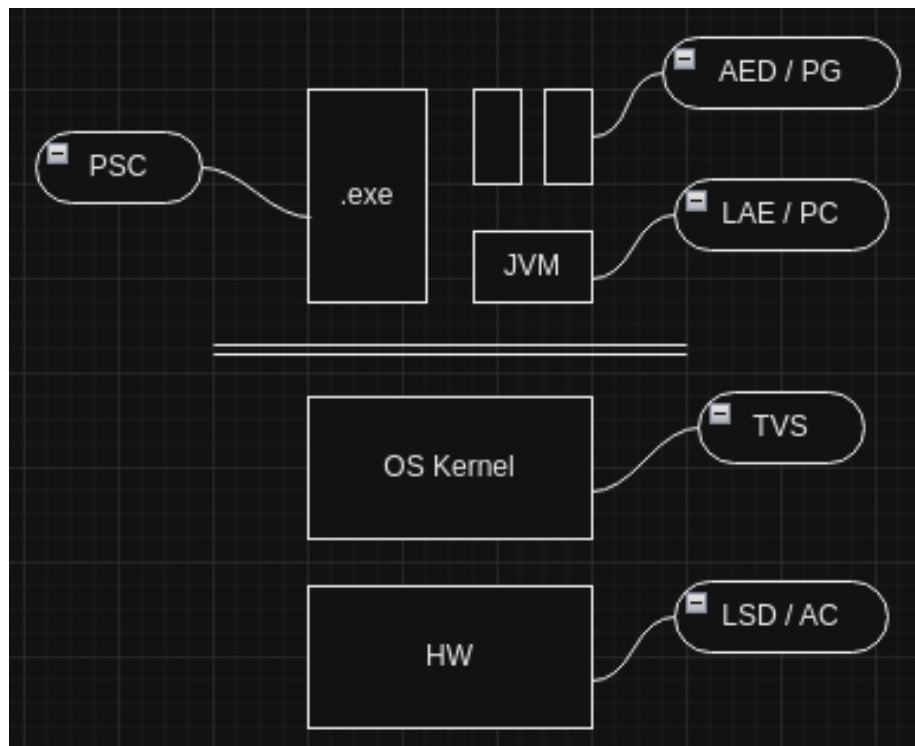 AED / PG
PSC
.exe
LAE / PC
JVM
TVS
OS Kernel
LSD / AC
HW